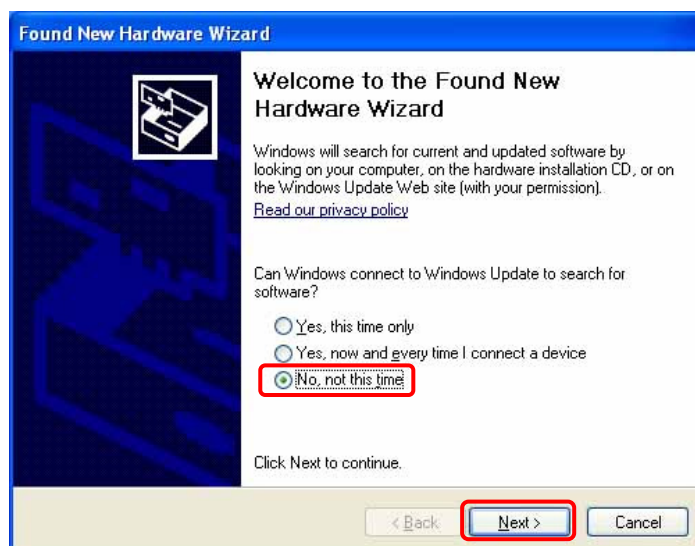 Found New Hardware Wizard
Welcome to the Found New
Hardware Wizard
Windows will search for current and updated software by
looking on your computer, on the hardware installation CD, or on
the Windows Update Web site (with your permission).
Read our privacy policy
Can Windows connect to Windows Update to search for
software?
Yes, this time only
Yes, now and every time I connect a device
No, not this time
Click Next to continue.
< Back
Next >
Cancel